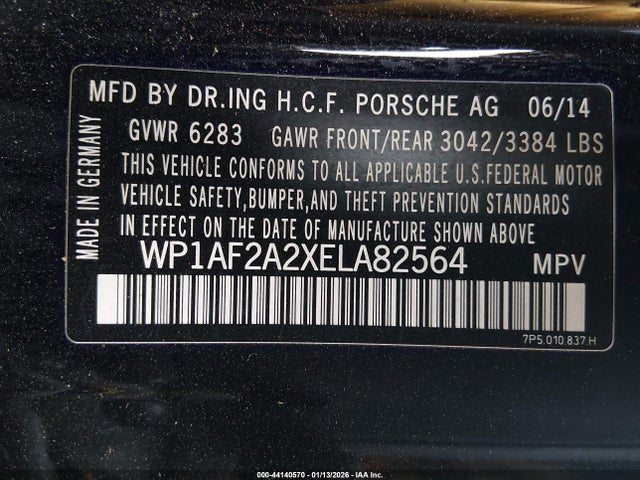 MFD BY DR.ING H.C.F. PORSCHE AG 06/14
GVWR 6283 GAWR FRONT/REAR 3042/3384 LBS
THIS VEHICLE CONFORMS TO ALL APPLICABLE U.S.FEDERAL MOTOR
VEHICLE SAFETY,BUMPER,AND THEFT PREVENTION STANDARDS
IN EFFECT ON THE DATE OF MANUFACTURE SHOWN ABOVE
WP1AF2A2XELA82564 MPV
MADE IN GERMANY
7P5.010.837.H
000-44140570 - 01/13/2026 - IAA Inc.